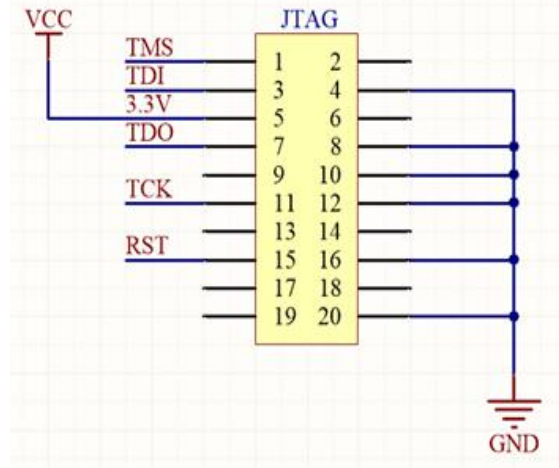 VCC
JTAG
TMS 1 2
TDI 3 4
3.3V 5 6
TDO 7 8
9 10
TCK 11 12
13 14
RST 15 16
17 18
19 20
GND